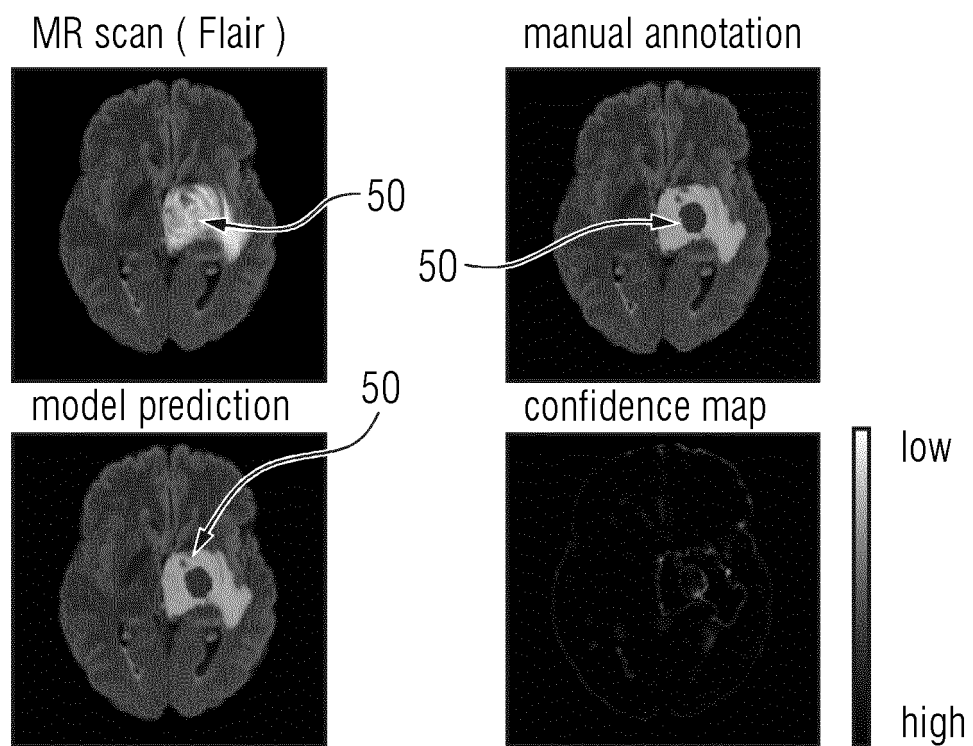 MR scan ( Flair )
manual annotation
50
50
model prediction
50
confidence map
low
high